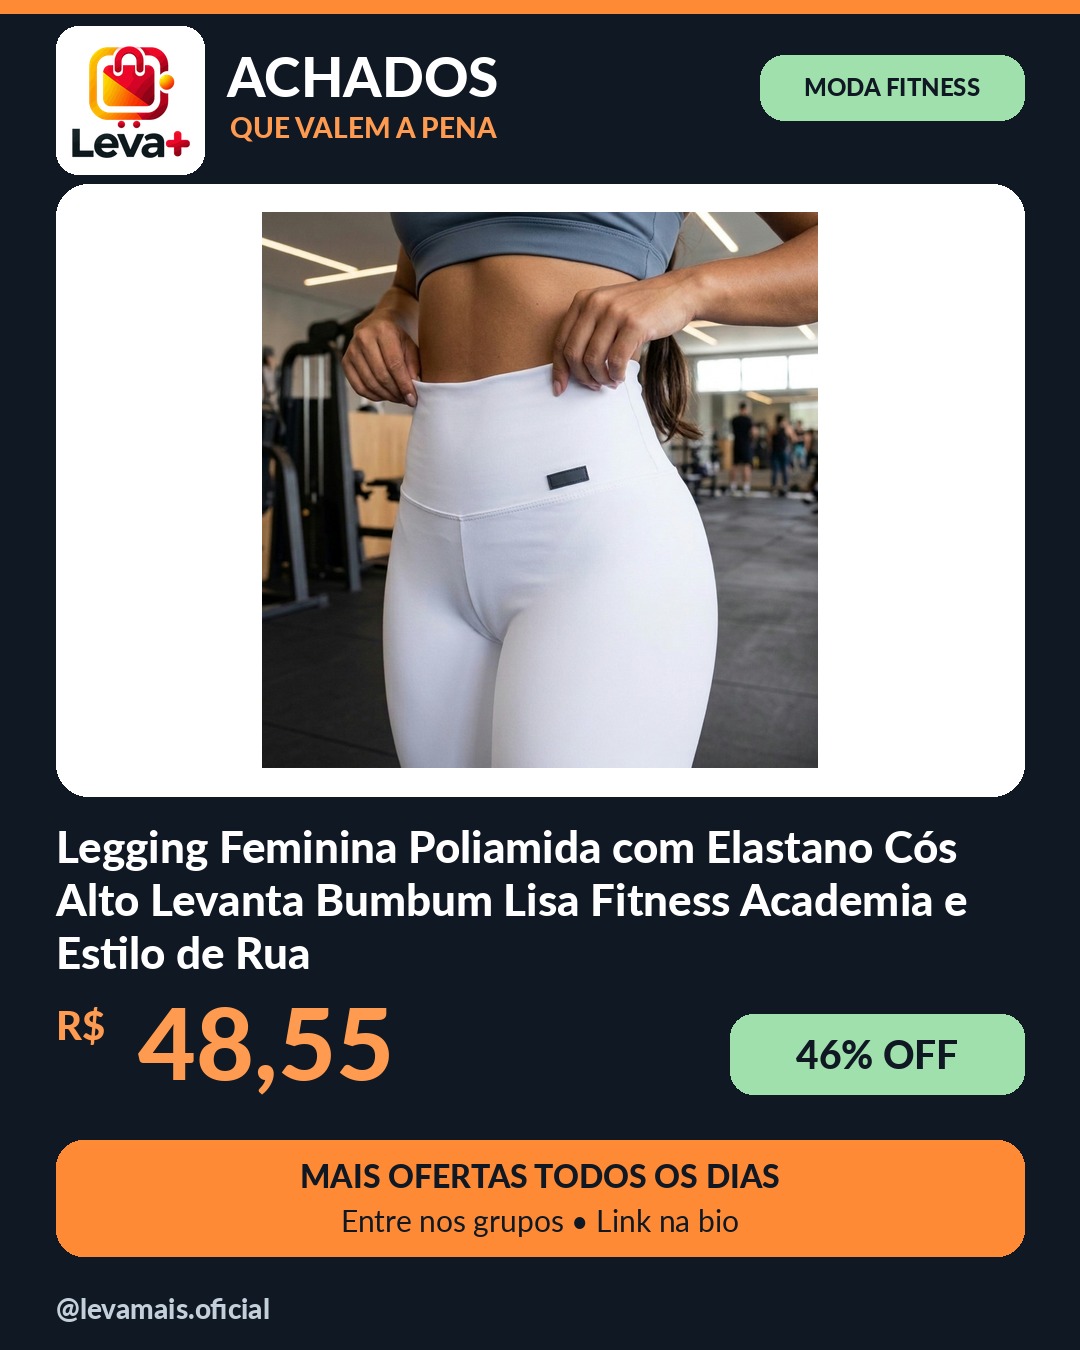 Leva+
ACHADOS
QUE VALEM A PENA
MODA FITNESS
Legging Feminina Poliamida com Elastano Cós
Alto Levanta Bumbum Lisa Fitness Academia e
Estilo de Rua
R$ 48,55
46% OFF
MAIS OFERTAS TODOS OS DIAS
Entre nos grupos • Link na bio
@levamais.oficial